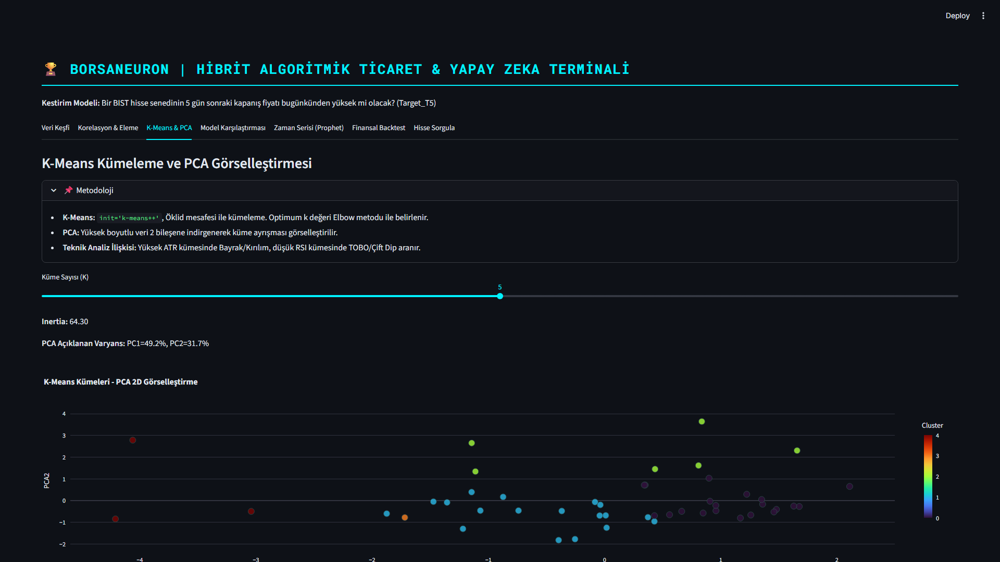 Deploy
🏆 BORSANEURON | HİBRİT ALGORİTMİK TİCARET & YAPAY ZEKA TERMİNALİ
Kestirim Modeli: Bir BIST hisse senedinin 5 gün sonraki kapanış fiyatı bugünkünden yüksek mi olacak? (Target_T5)
Veri Keşfi Korelasyon & Eleme K-Means & PCA Model Karşılaştırması Zaman Serisi (Prophet) Finansal Backtest Hisse Sorgula
K-Means Kümeleme ve PCA Görselleştirmesi
📌 Metodoloji
• K-Means: init='k-means++' , Öklid mesafesi ile kümeleme. Optimum k değeri Elbow metodu ile belirlenir.
• PCA: Yüksek boyutlu veri 2 bileşene indirgenerek küme ayrışması görselleştirilir.
• Teknik Analiz İlişkisi: Yüksek ATR kümesinde Bayrak/Kırılım, düşük RSI kümesinde TOBO/Çift Dip aranır.
Küme Sayısı (K)
5
Inertia: 64.30
PCA Açıklanan Varyans: PC1=49.2%, PC2=31.7%
K-Means Kümeleri - PCA 2D Görselleştirme
4
3
2
1
0
−1
−2
PCA2
−4 −3 −2 −1 0 1 2
Cluster
4
3
2
1
0